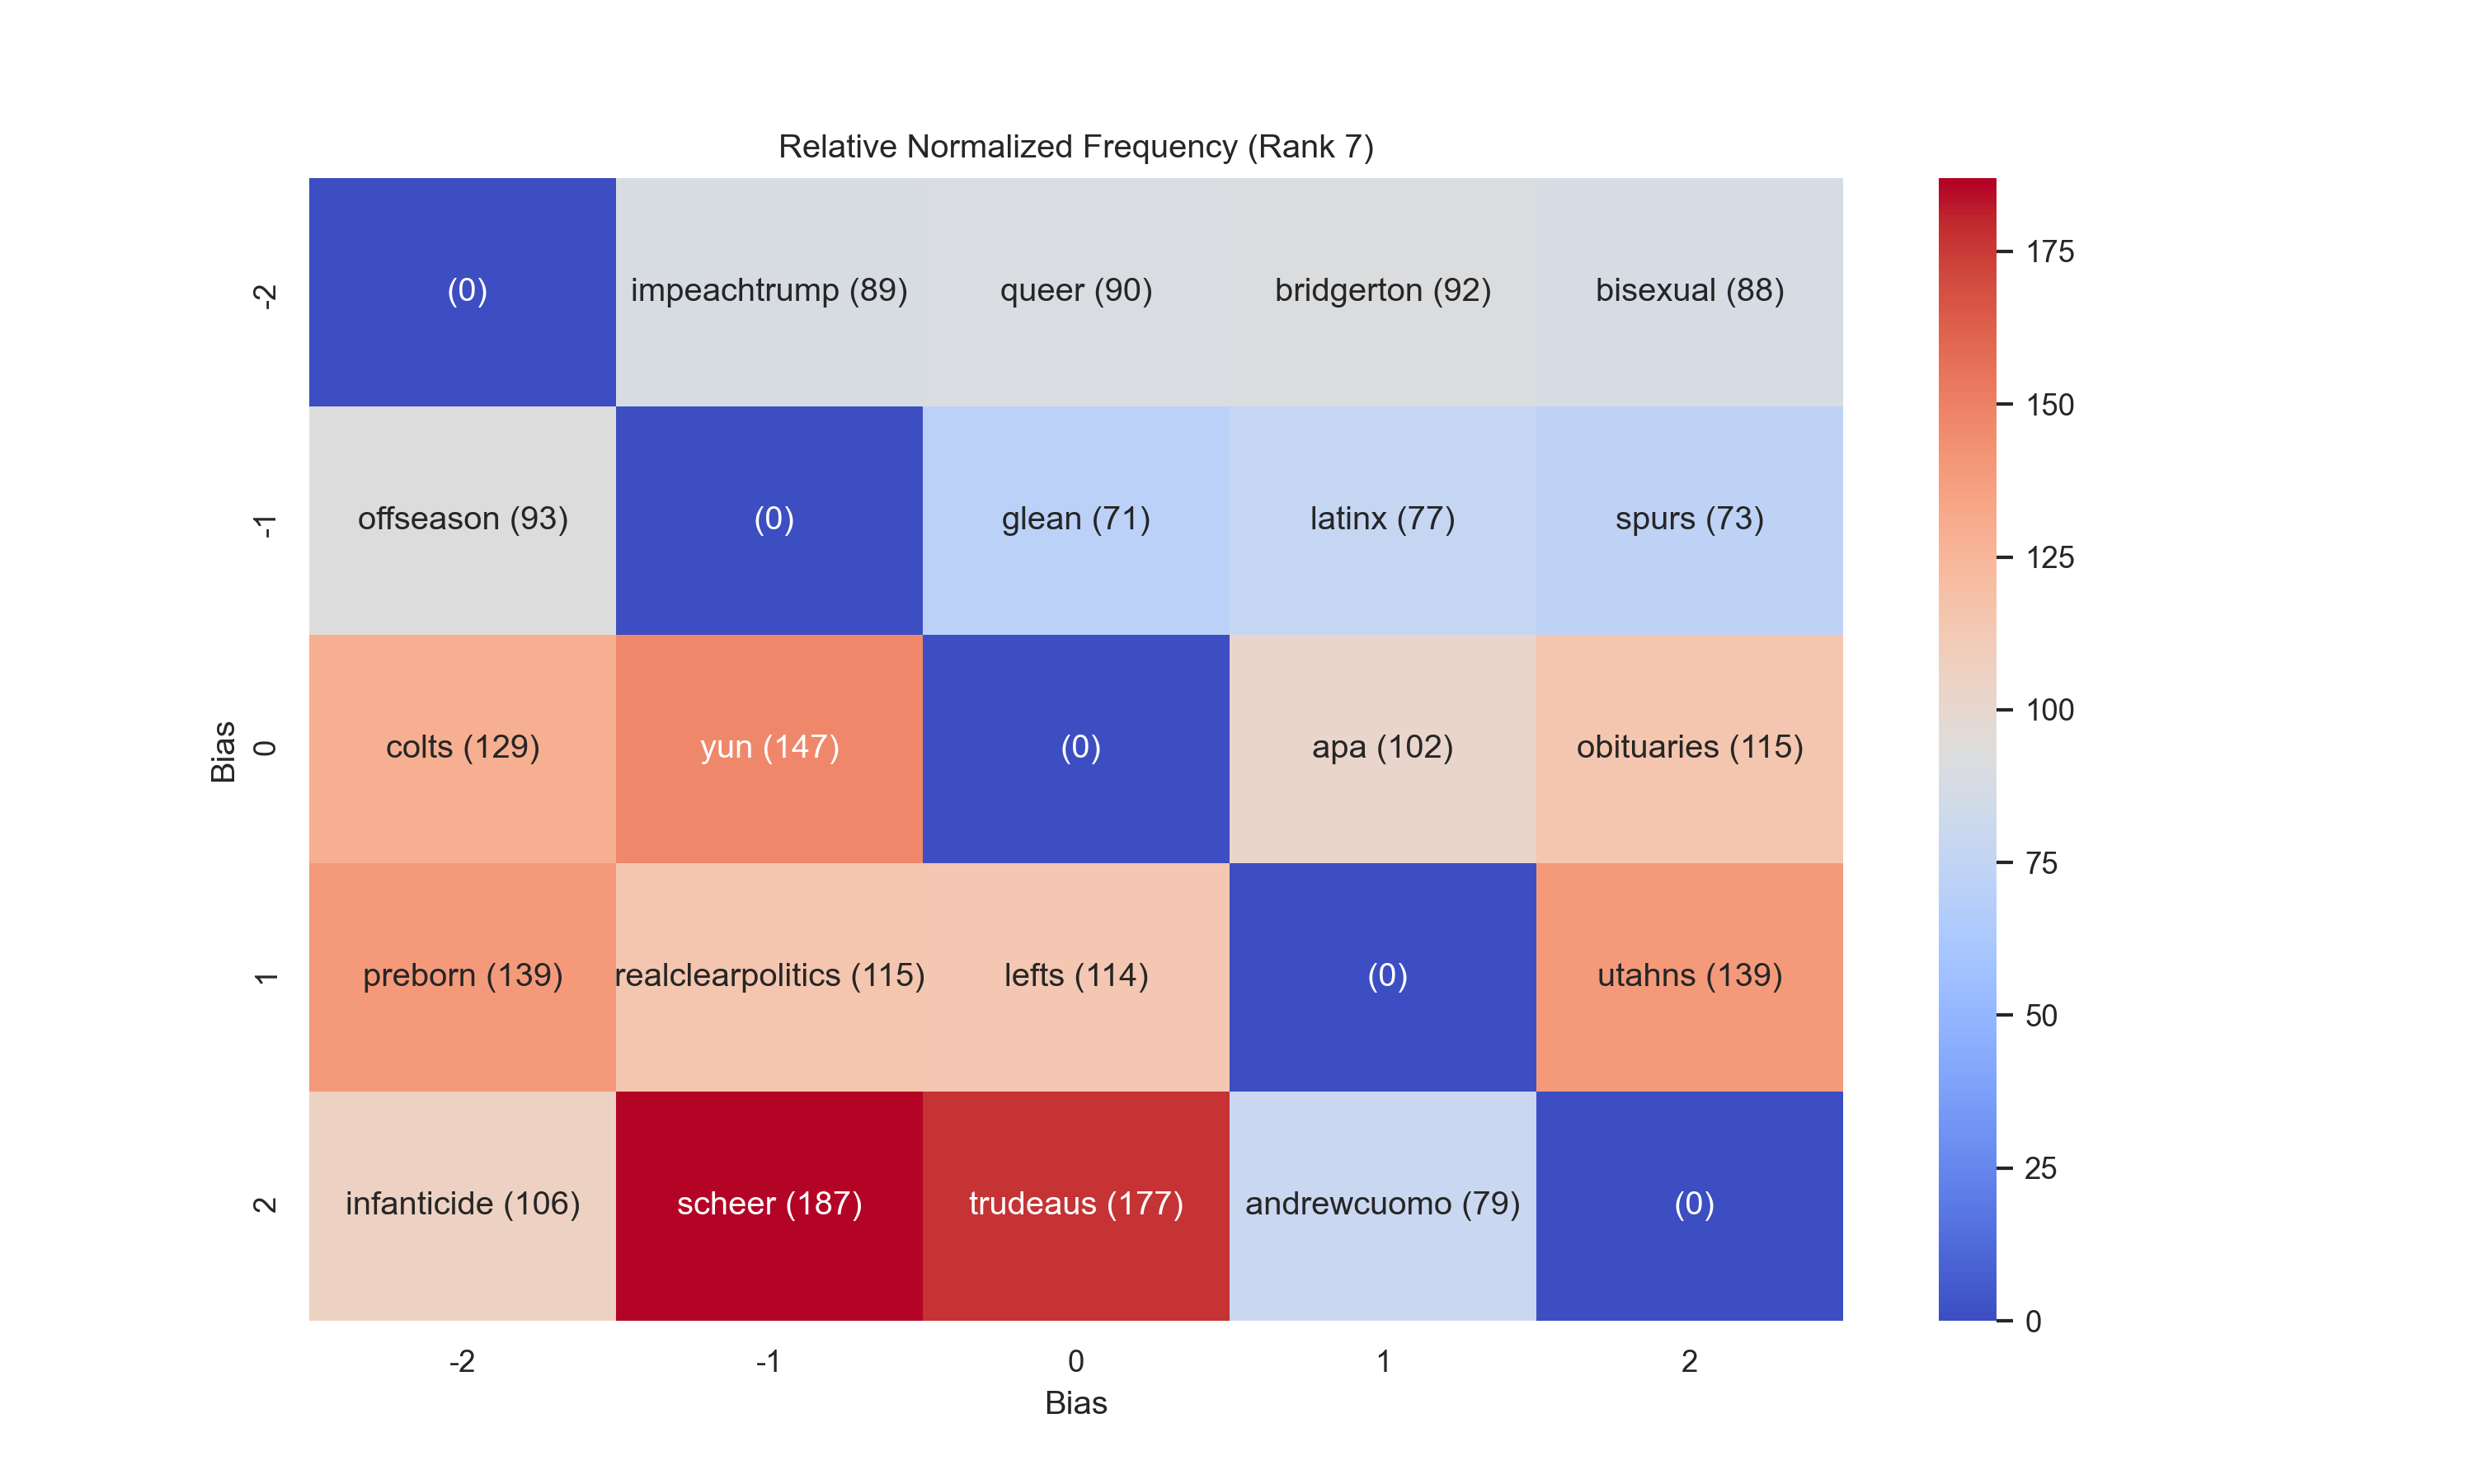 Relative Normalized Frequency (Rank 7)
-2 (0) impeachtrump (89) queer (90) bridgerton (92) bisexual (88)
-1 offseason (93) (0) glean (71) latinx (77) spurs (73)
0 colts (129) yun (147) (0) apa (102) obituaries (115)
1 preborn (139) realclearpolitics (115) lefts (114) (0) utahns (139)
2 infanticide (106) scheer (187) trudeaus (177) andrewcuomo (79) (0)
Bias
-2 -1 0 1 2
Bias
175
150
125
100
75
50
25
0